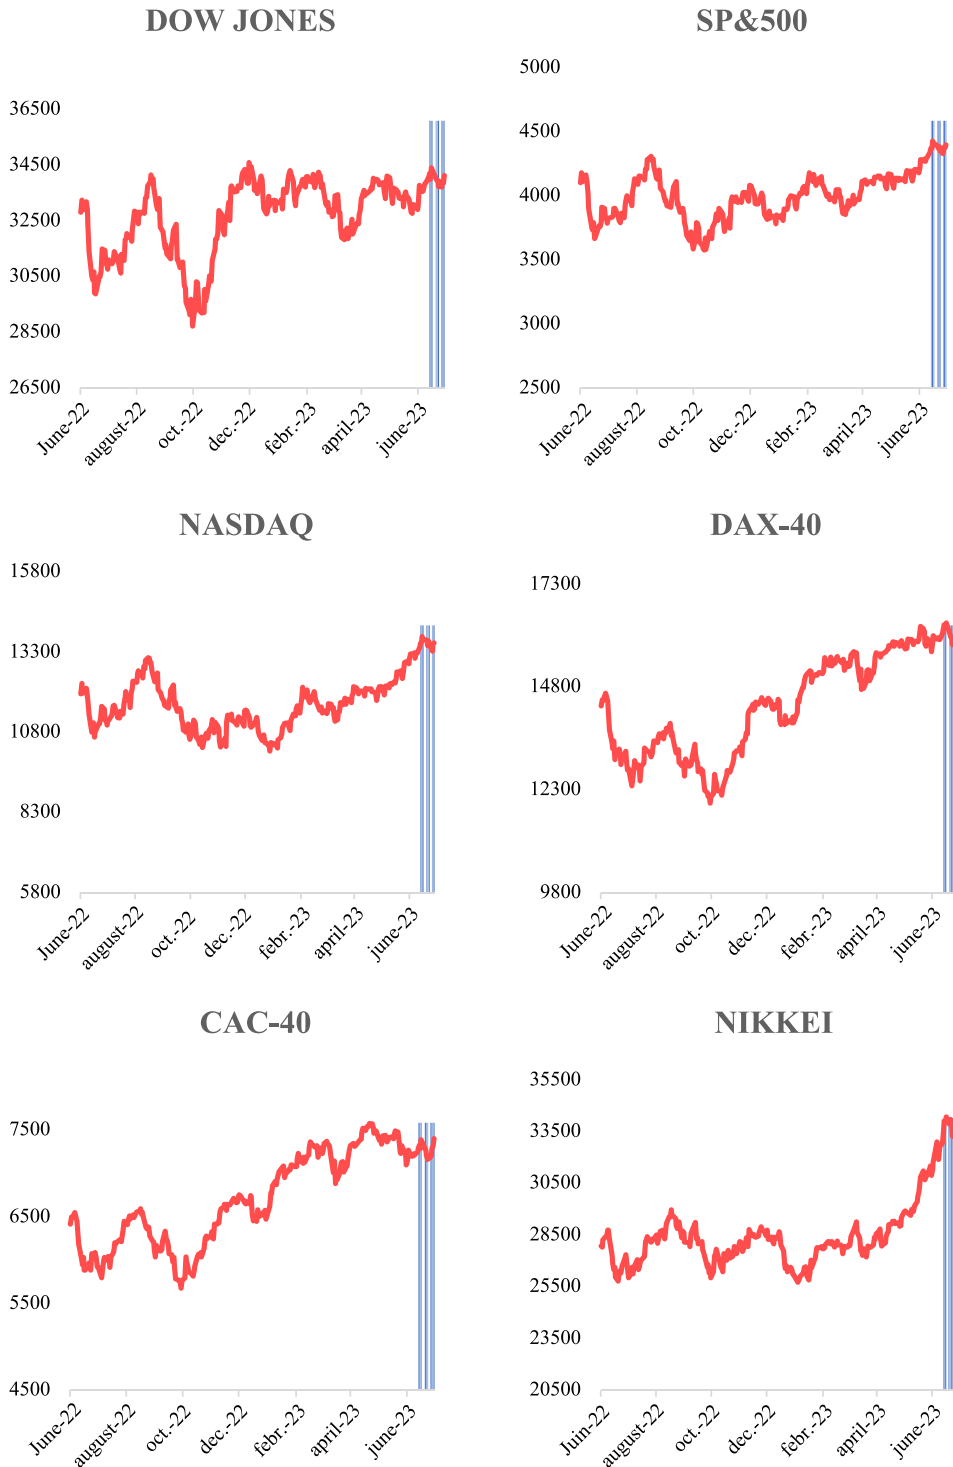 DOW JONES
36500
34500
32500
30500
28500
26500
June-22
august-22
oct.-22
dec.-22
febr.-23
april-23
june-23
SP&500
5000
4500
4000
3500
3000
2500
June-22
august-22
oct.-22
dec.-22
febr.-23
april-23
june-23
NASDAQ
15800
13300
10800
8300
5800
June-22
august-22
oct.-22
dec.-22
febr.-23
april-23
june-23
DAX-40
17300
14800
12300
9800
June-22
august-22
oct.-22
dec.-22
febr.-23
april-23
june-23
CAC-40
7500
6500
5500
4500
June-22
august-22
oct.-22
dec.-22
febr.-23
april-23
june-23
NIKKEI
35500
33500
30500
28500
25500
23500
20500
Juin-22
august-22
oct.-22
dec.-22
febr.-23
april-23
june-23